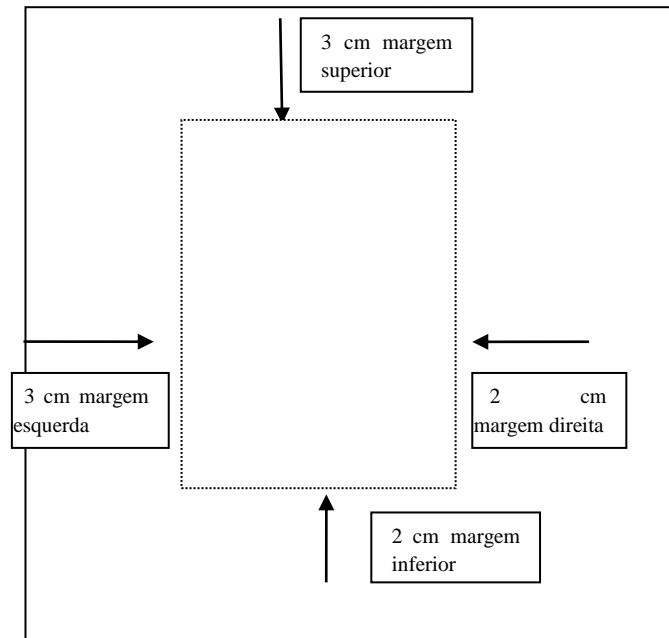 3 cm margem
superior
3 cm margem
esquerda
2 cm
margem direita
2 cm margem
inferior